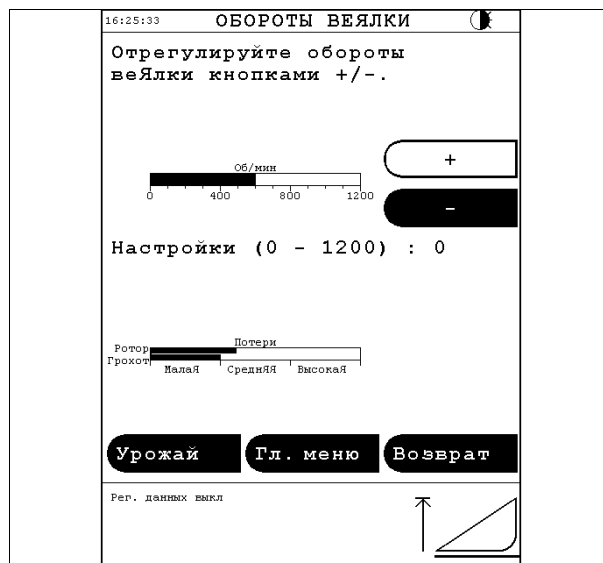 16:25:33 ОБОРОТЫ ВЕЯЛКИ
Отрегулируйте обороты
веЯлки кнопками +/-.
Об/мин
0 400 800 1200
+
-
Настройки (0 - 1200) : 0
Потери
Ротор
Грохот
МалаЯ СреднЯЯ ВысокаЯ
Урожай Гл. меню Возврат
Рег. данных выкл